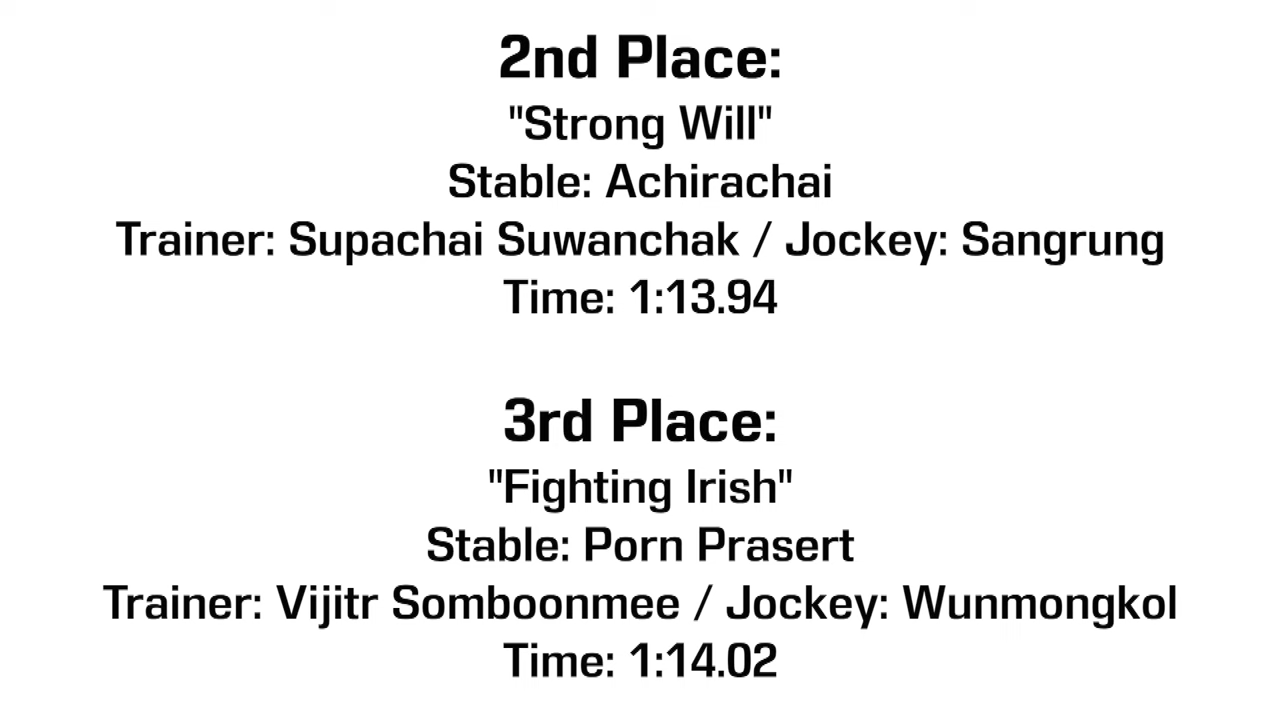 2nd Place:
"Strong Will"
Stable: Achirachai
Trainer: Supachai Suwanchak / Jockey: Sangrung
Time: 1:13.94
3rd Place:
"Fighting Irish"
Stable: Porn Prasert
Trainer: Vijitr Somboonmee / Jockey: Wunmongkol
Time: 1:14.02